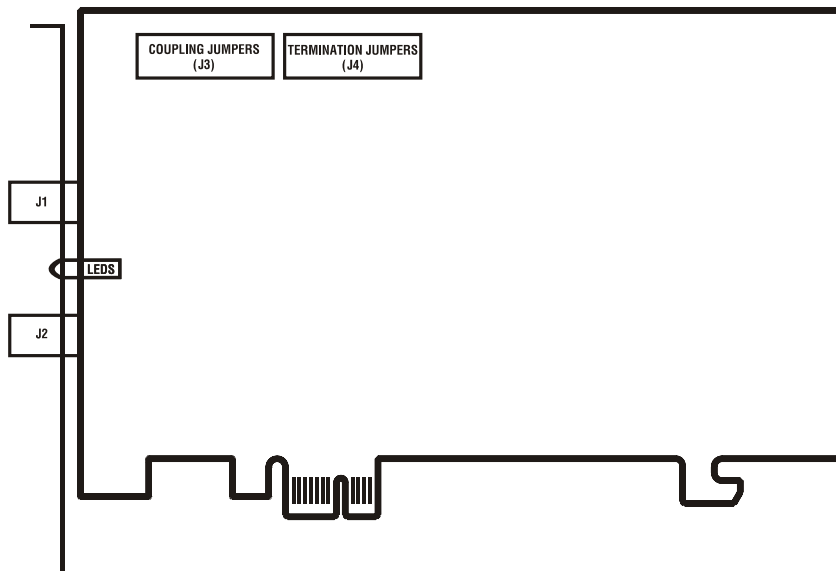 COUPLING JUMPERS
(J3)
TERMINATION JUMPERS
(J4)
J1
LEDS
J2